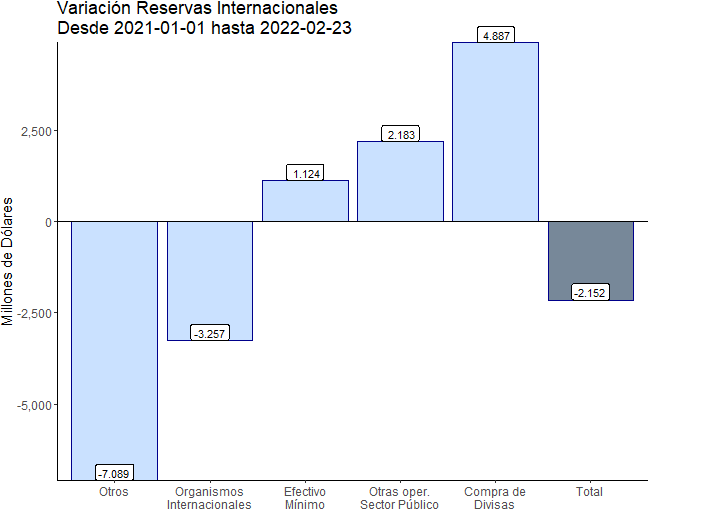 Variación Reservas Internacionales
Desde 2021-01-01 hasta 2022-02-23
Millones de Dólares
2,500
0
-2,500
-5,000
-7.089
-3.257
1.124
2.183
4.887
-2.152
Otros
Organismos
Internacionales
Efectivo
Mínimo
Otras oper.
Sector Público
Compra de
Divisas
Total